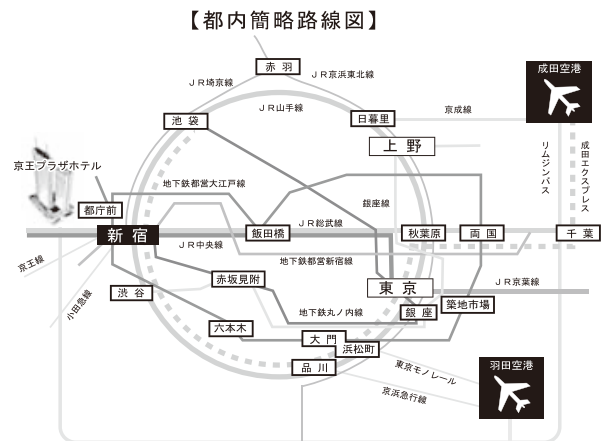 【都内簡略路線図】
赤 羽
JR埼京線
JR京浜東北線
成田空港
池 袋
JR山手線
日暮里
京成線
上 野
リムジンバス
成田エクスプレス
京王プラザホテル
地下鉄都営大江戸線
銀座線
都庁前
新 宿
飯田橋
JR総武線
秋葉原
両 国
千 葉
JR中央線
京王線
地下鉄都営新宿線
小田急線
渋 谷
赤坂見附
東 京
JR京葉線
築地市場
地下鉄丸ノ内線
銀 座
六本木
大 門
浜松町
品 川
東京モノレール
羽田空港
京浜急行線